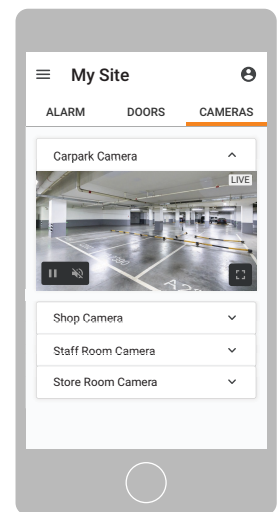 My Site
ALARM DOORS CAMERAS
Carpark Camera
LIVE
Shop Camera
Staff Room Camera
Store Room Camera